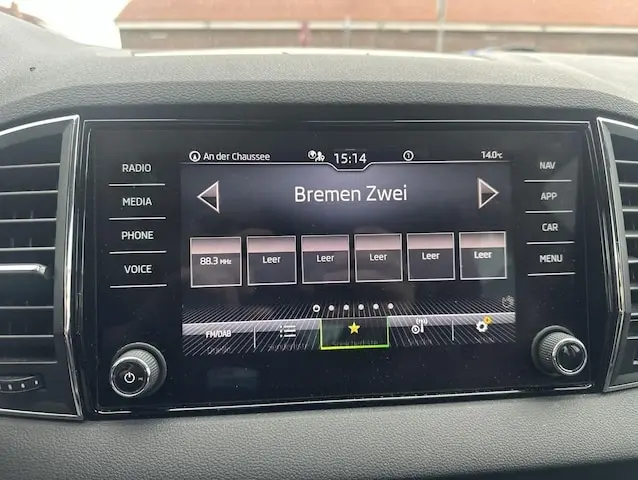 An der Chaussee 15:14 1 14.0°C
RADIO
MEDIA
PHONE
VOICE
Bremen Zwei
88.3 MHz Leer Leer Leer Leer Leer
FM/DAB
NAV
APP
CAR
MENU